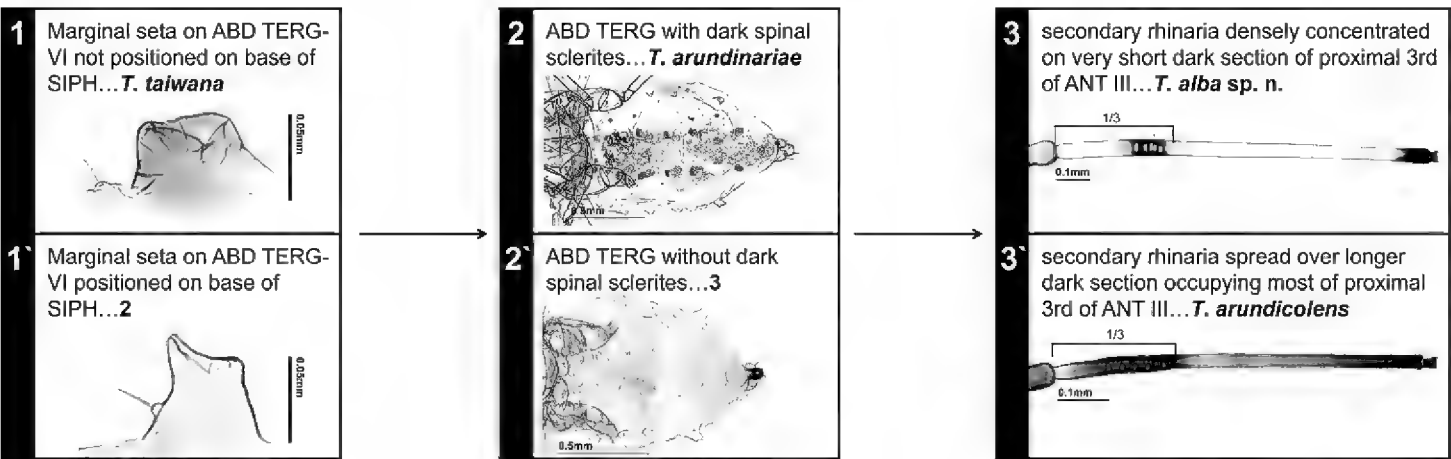 1 Marginal seta on ABD TERG-
VI not positioned on base of
SIPH...T. taiwana
0.05mm
1` Marginal seta on ABD TERG-
VI positioned on base of
SIPH...2
0.05mm
2 ABD TERG with dark spinal
sclerites...T. arundinariae
0.5mm
2` ABD TERG without dark
spinal sclerites...3
0.5mm
3 secondary rhinaria densely concentrated
on very short dark section of proximal 3rd
of ANT III...T. alba sp. n.
1/3
0.1mm
3` secondary rhinaria spread over longer
dark section occupying most of proximal
3rd of ANT III...T. arundicolens
1/3
0.1mm